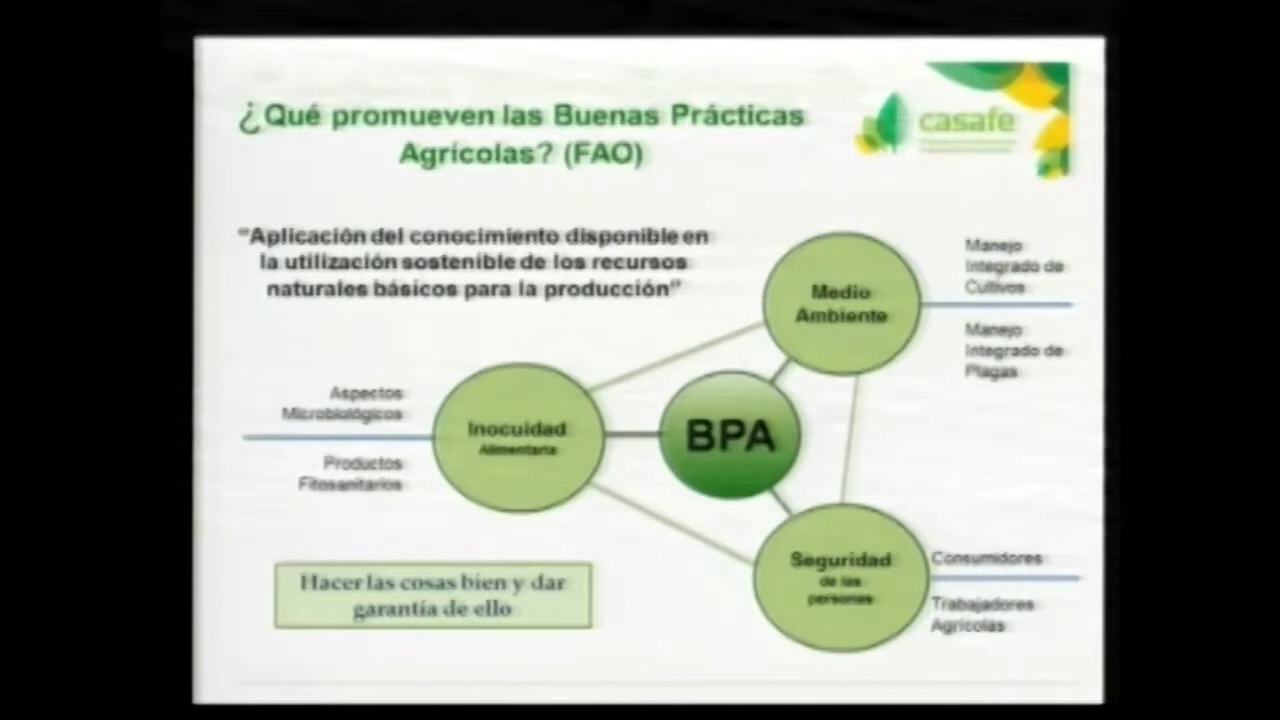 ¿Qué promueven las Buenas Prácticas
Agrícolas? (FAO)
casafe
"Aplicación del conocimiento disponible en
la utilización sostenible de los recursos
naturales básicos para la producción"
Medio
Ambiente
Manejo
Integrado de
Cultivos
Manejo
Integrado de
Plagas
Aspectos
Microbiológicos
Productos
Fitosanitarios
Inocuidad
Alimentaria
BPA
Seguridad
de las
personas
Consumidores
Trabajadores
Agrícolas
Hacer las cosas bien y dar
garantía de ello